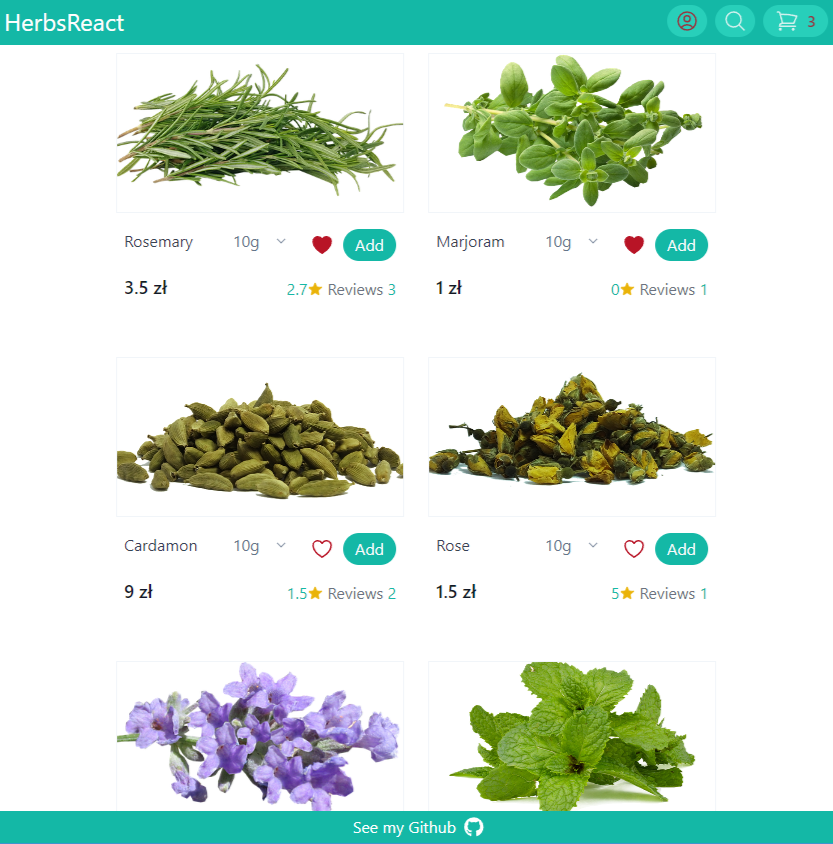 HerbsReact 3
Rosemary 10g Add
3.5 zł 2.7 Reviews 3
Marjoram 10g Add
1 zł 0 Reviews 1
Cardamon 10g Add
9 zł 1.5 Reviews 2
Rose 10g Add
1.5 zł 5 Reviews 1
See my Github